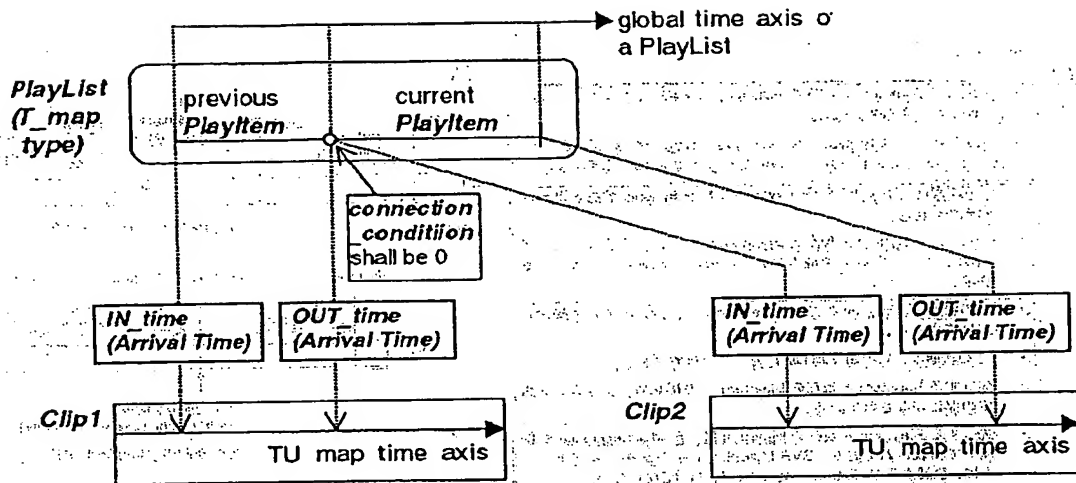 global time axis o
a PlayList
PlayList
(T_map
type)
previous
PlayItem
current
PlayItem
connection
_conditiion
shall be 0
IN_time
(Arrival Time)
OUT_time
(Arrival Time)
IN_time
(Arrival Time)
OUT_time
(Arrival Time)
Clip1
TU map time axis
Clip2
TU map time axis